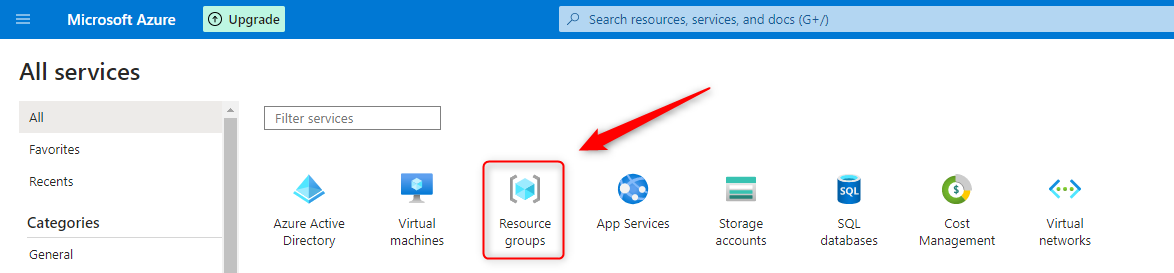 Microsoft Azure
Upgrade
Search resources, services, and docs (G+/)
All services
All
Favorites
Recents
Categories
General
Filter services
Azure Active
Directory
Virtual
machines
Resource
groups
App Services
Storage
accounts
SQL
SQL
databases
$
Cost
Management
Virtual
networks